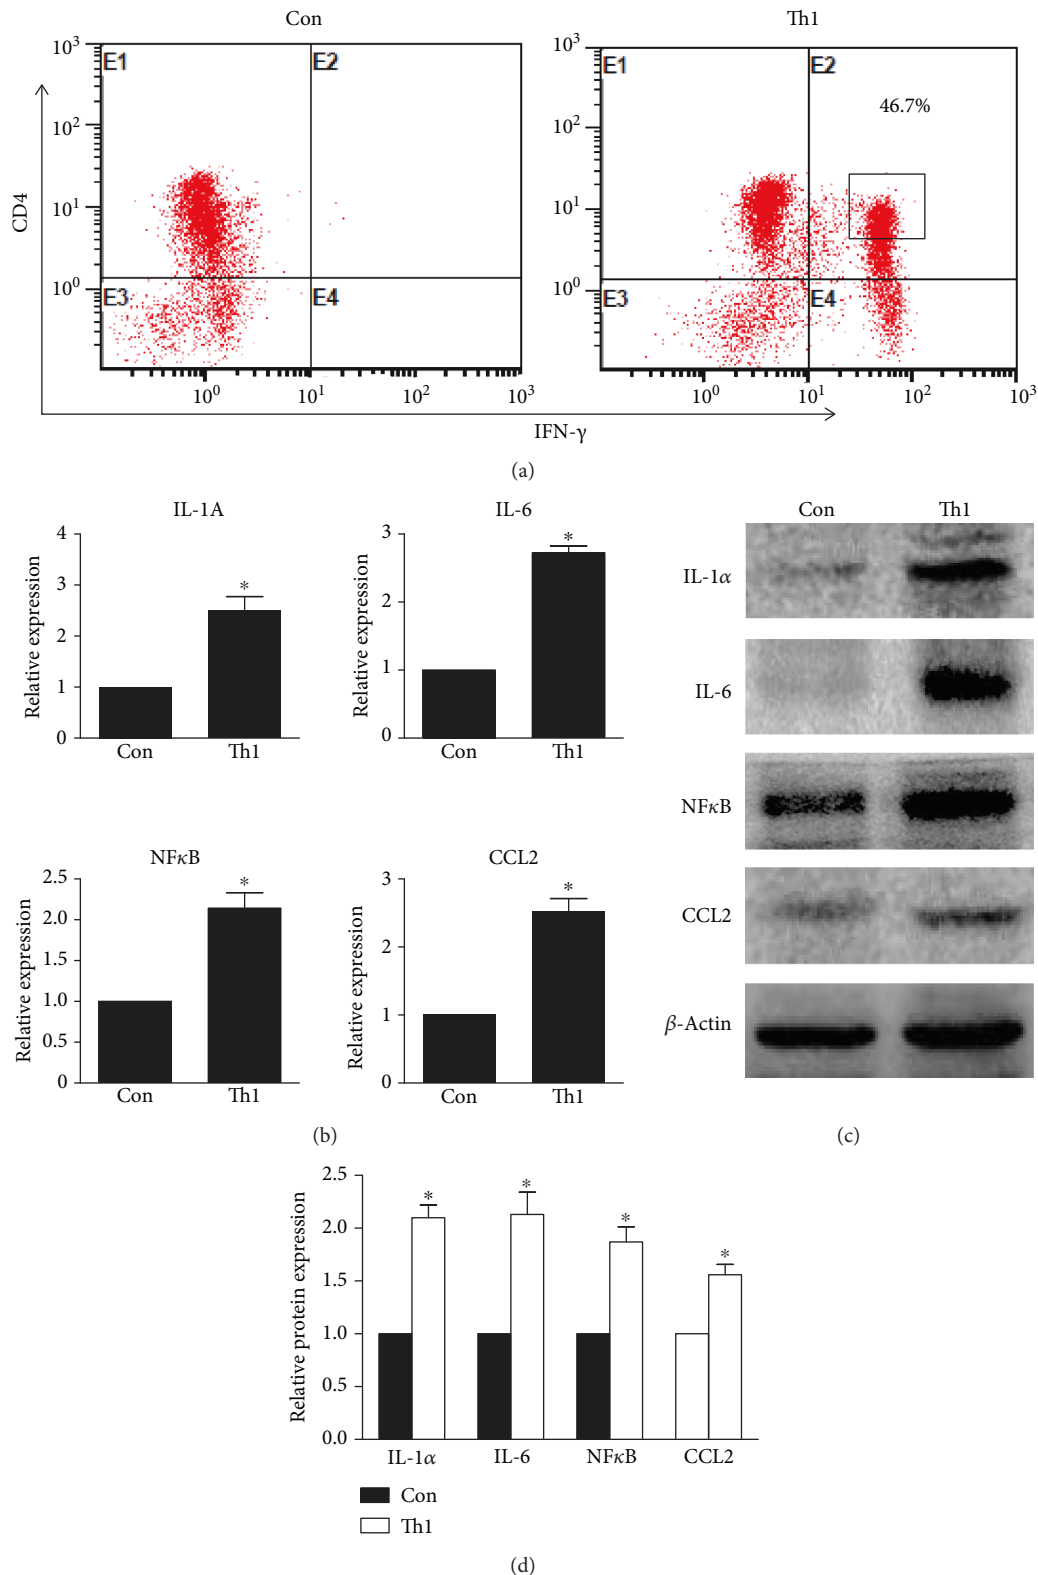 Con
Th1
10³
10²
10¹
10⁰
E1
E2
E3
E4
10⁰
10¹
10²
10³
CD4
10³
10²
10¹
10⁰
E1
E2
46.7%
E3
E4
10⁰
10¹
10²
10³
IFN-γ
(a)
IL-1A
4
3
2
1
0
Relative expression
Con
Th1
*
IL-6
3
2
1
0
Relative expression
Con
Th1
*
NFκB
2.5
2.0
1.0
0.5
0
Relative expression
Con
Th1
*
CCL2
3
2
1
0
Relative expression
Con
Th1
*
(b)
Con
Th1
IL-1α
IL-6
NFκB
CCL2
β-Actin
(c)
2.5
2.0
1.5
1.0
0.5
0.0
Relative protein expression
*
*
*
*
IL-1α
IL-6
NFκB
CCL2
Con
Th1
(d)